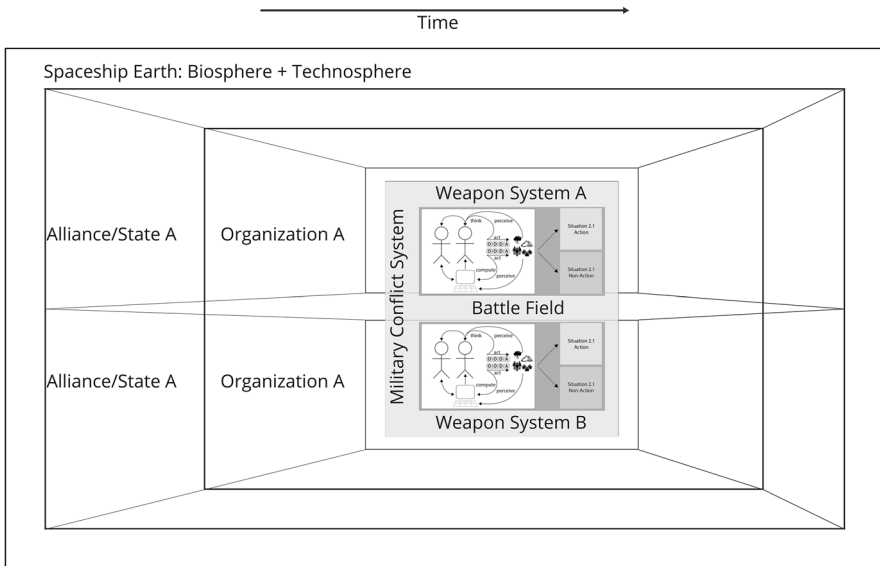 Time
Spaceship Earth: Biosphere + Technosphere
Alliance/State A
Organization A
Military Conflict System
Weapon System A
think
perceive
act
O O D A
O O D A
act
compute
perceive
Situation 2.1
Action
Situation 2.1
Non-Action
Battle Field
Alliance/State A
Organization A
think
perceive
act
O O D A
O O D A
act
compute
perceive
Situation 2.1
Action
Situation 2.1
Non-Action
Weapon System B